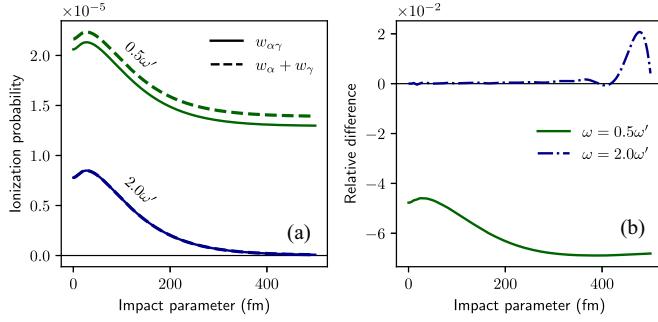 ×10⁻⁵
2.0
1.5
1.0
0.5
0.0
0
200
400
Ionization probability
Impact parameter (fm)
0.5ω′
2.0ω′
w_{αγ}
w_α + w_γ
(a)
×10⁻²
2
0
−2
−4
−6
0
200
400
Relative difference
Impact parameter (fm)
ω = 0.5ω′
ω = 2.0ω′
(b)